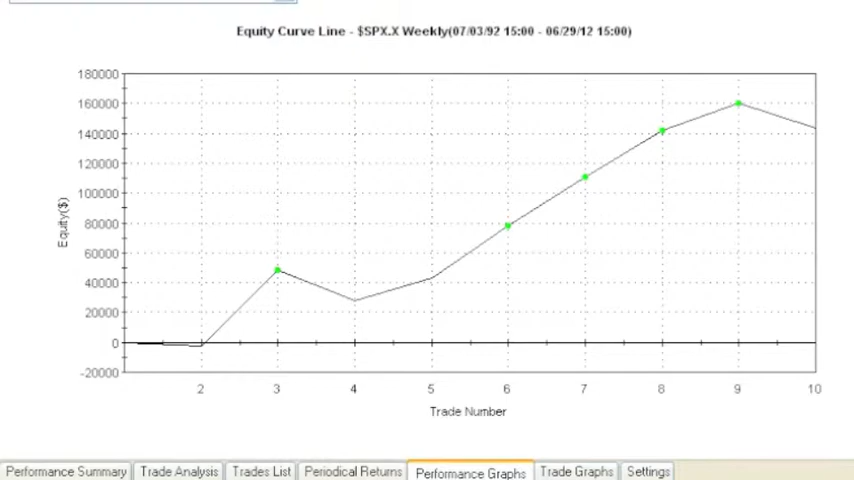 Equity Curve Line - $SPX.X Weekly(07/03/92 15:00 - 06/29/12 15:00)
180000
160000
140000
120000
100000
80000
60000
40000
20000
0
-20000
Equity($)
2 3 4 5 6 7 8 9 10
Trade Number
Performance Summary Trade Analysis Trades List Periodical Returns Performance Graphs Trade Graphs Settings